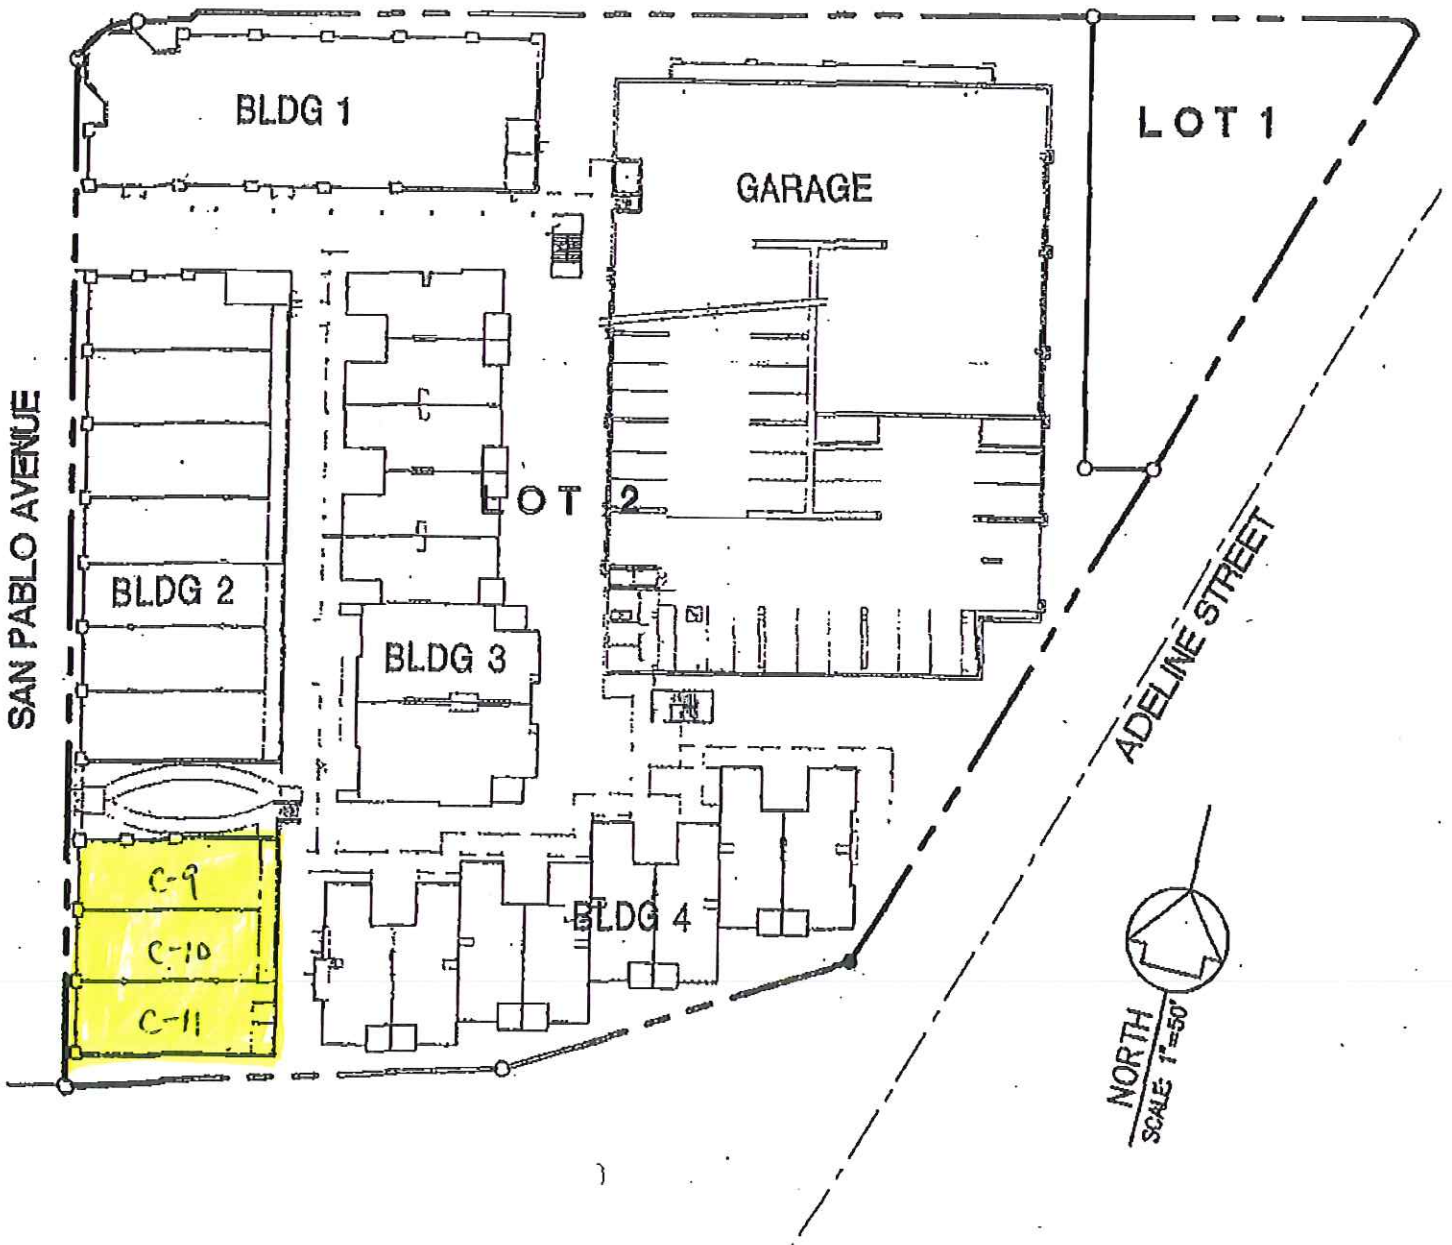 BLDG 1
LOT 1
GARAGE
SAN PABLO AVENUE
LOT 2
BLDG 2
BLDG 3
ADELINE STREET
C-9
BLDG 4
C-10
C-11
NORTH
SCALE: 1"=50'